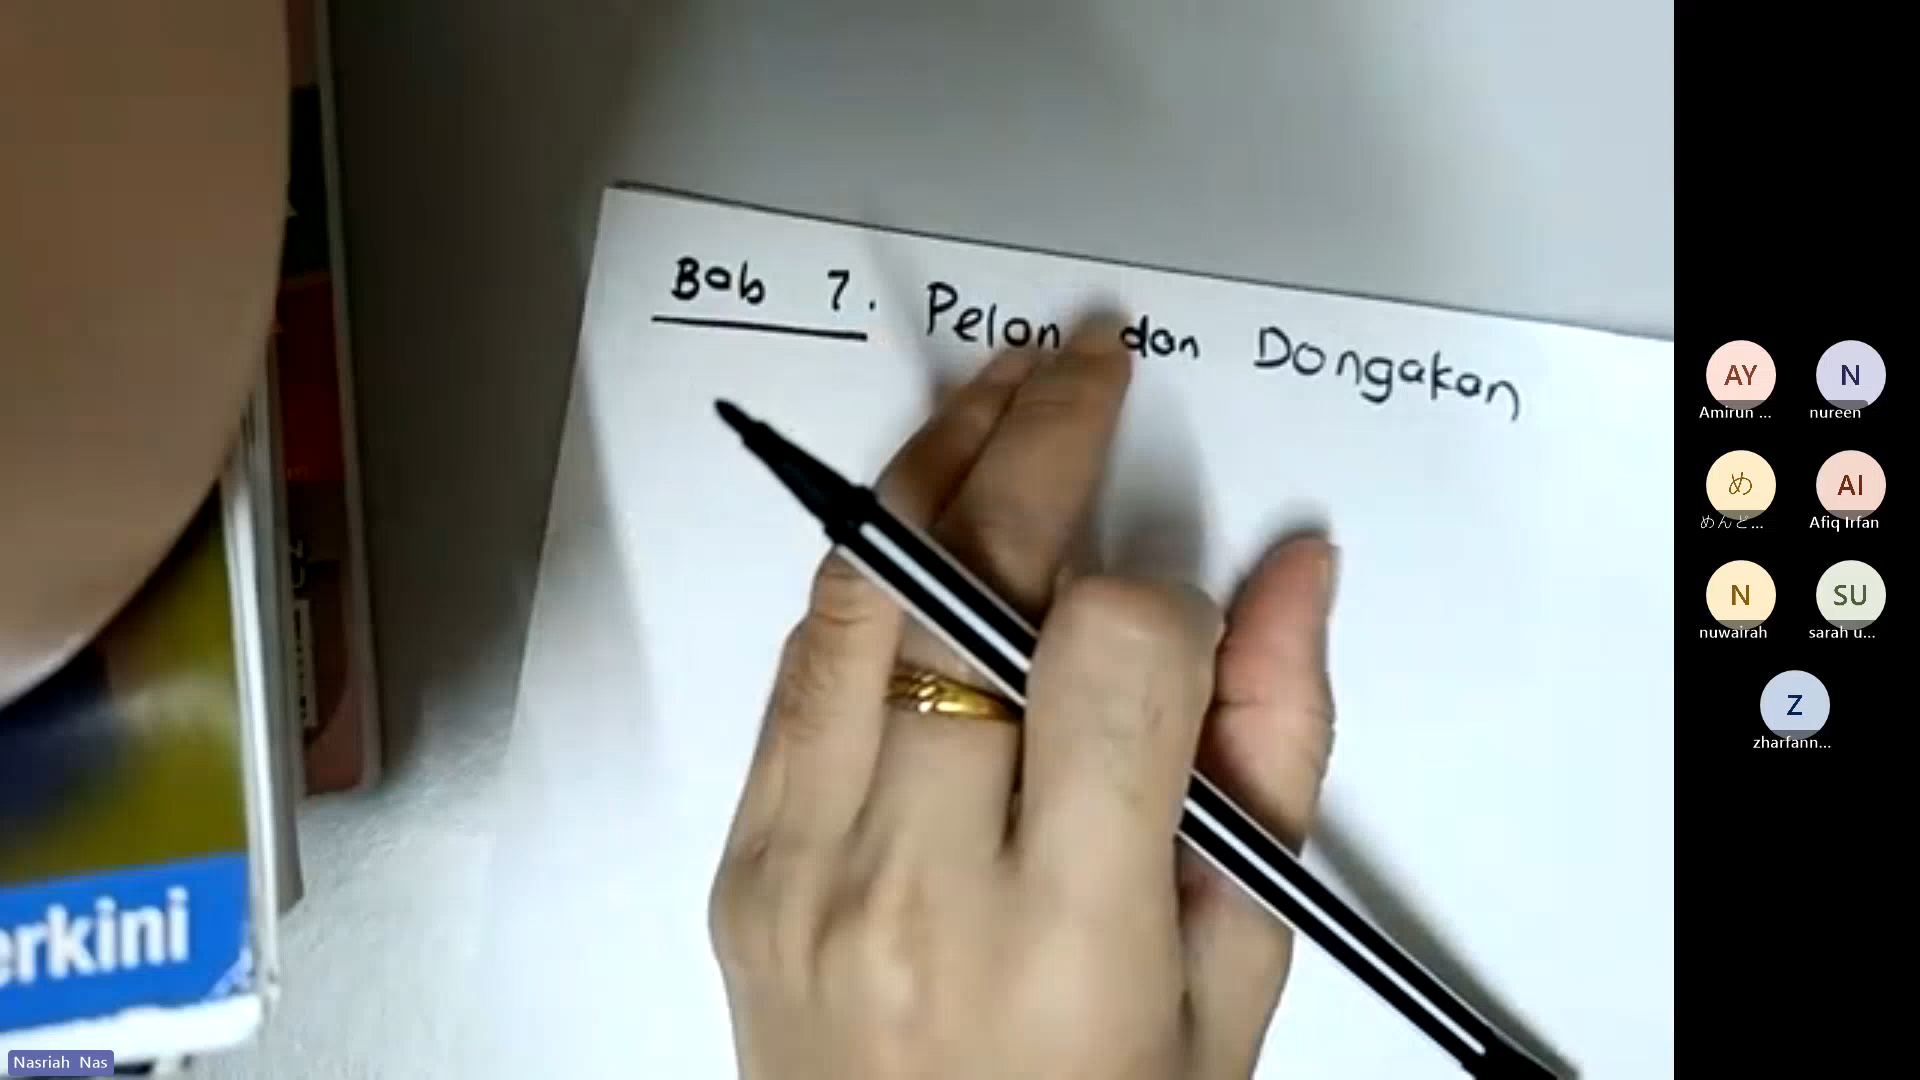 Bab 7. Pelan dan Dongakan
erkini
Nasriah Nas
AY
Amirun ...
N
nureen
め
めんど...
AI
Afiq Irfan
N
nuwairah
SU
sarah u...
Z
zharfann...